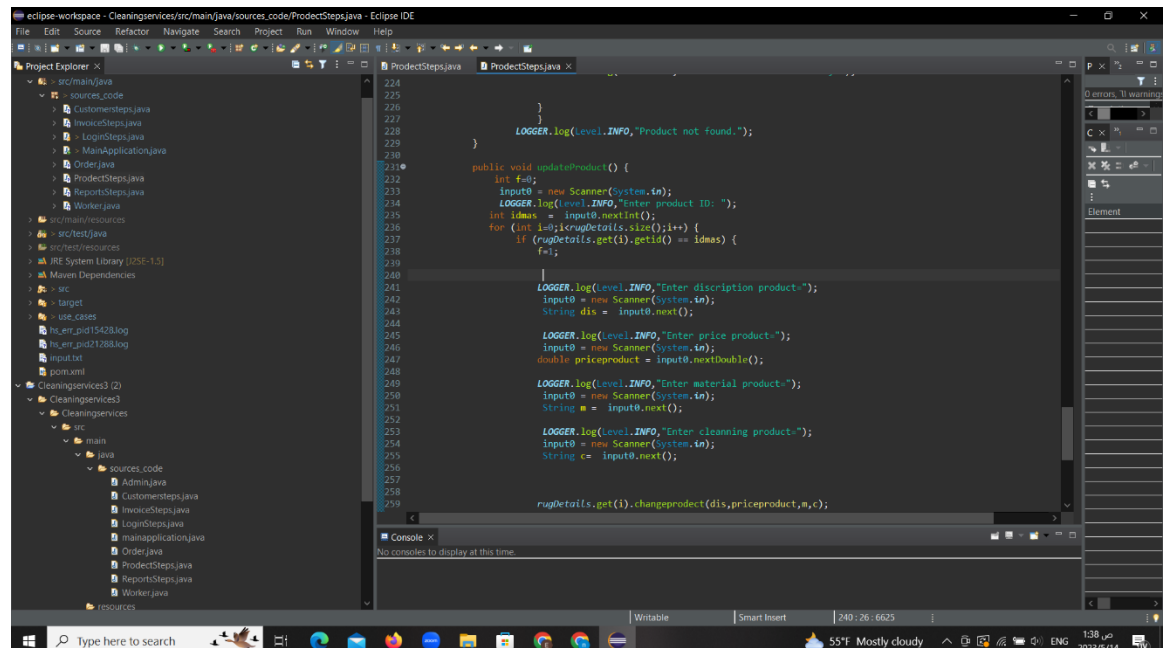 eclipse-workspace - Cleaningservices/src/main/java/sources_code/ProdectSteps.java - Eclipse IDE
File Edit Source Refactor Navigate Search Project Run Window Help
Project Explorer
ProdectSteps.java ProdectSteps.java
> src/main/java
sources_code
Customersteps.java
InvoiceSteps.java
> LoginSteps.java
> MainApplication.java
Order.java
ProdectSteps.java
ReportsSteps.java
Worker.java
src/main/resources
> src/test/java
src/test/resources
JRE System Library [J2SE-1.5]
Maven Dependencies
> src
> target
> use_cases
hs_err_pid15428.log
hs_err_pid21288.log
input.txt
pom.xml
Cleaningservices3 (2)
Cleaningservices3
Cleaningservices
src
main
java
sources_code
Admin.java
Customersteps.java
InvoiceSteps.java
LoginSteps.java
mainapplication.java
Order.java
ProdectSteps.java
ReportsSteps.java
Worker.java
resources
224
225
226 }
227 }
228 LOGGER.log(Level.INFO,"Product not found.");
229 }
230
231 public void updateProduct() {
232 int f=0;
233 input0 = new Scanner(System.in);
234 LOGGER.log(Level.INFO,"Enter product ID: ");
235 int idmas = input0.nextInt();
236 for (int i=0;i<rugDetails.size();i++) {
237 if (rugDetails.get(i).getid() == idmas) {
238 f=1;
239
240
241 LOGGER.log(Level.INFO,"Enter discription product=");
242 input0 = new Scanner(System.in);
243 String dis = input0.next();
244
245 LOGGER.log(Level.INFO,"Enter price product=");
246 input0 = new Scanner(System.in);
247 double priceproduct = input0.nextDouble();
248
249 LOGGER.log(Level.INFO,"Enter material product=");
250 input0 = new Scanner(System.in);
251 String m = input0.next();
252
253 LOGGER.log(Level.INFO,"Enter cleanning product=");
254 input0 = new Scanner(System.in);
255 String c= input0.next();
256
257
258
259 rugDetails.get(i).changeprodect(dis,priceproduct,m,c);
0 errors, 11 warnings
Element
Console
No consoles to display at this time.
Writable Smart Insert 240 : 26 : 6625
Type here to search
55°F Mostly cloudy ENG
1:38 ص
2023/5/14